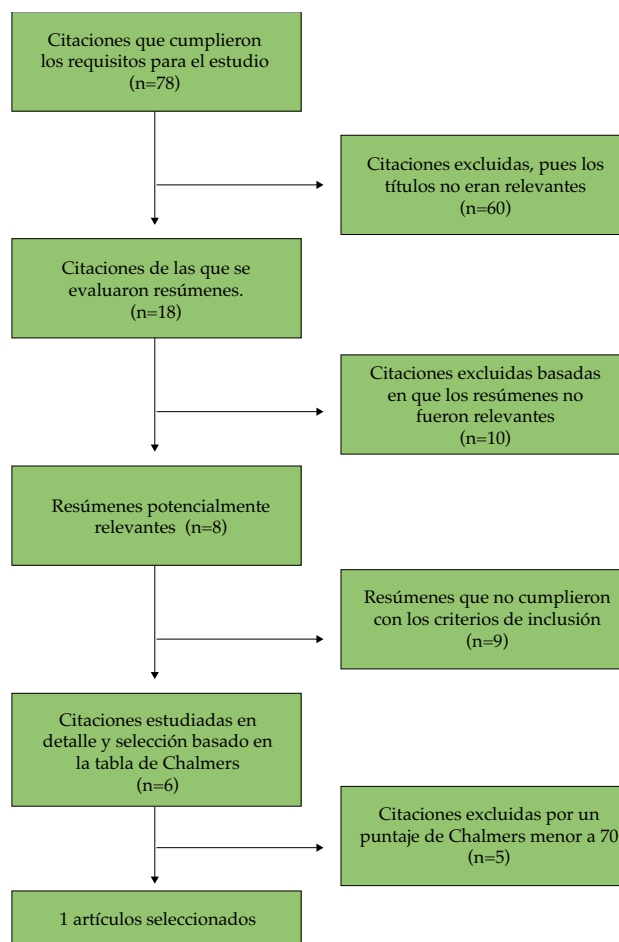 Citaciones que cumplieron
los requisitos para el estudio
(n=78)
Citaciones excluidas, pues los
títulos no eran relevantes
(n=60)
Citaciones de las que se
evaluaron resúmenes.
(n=18)
Citaciones excluidas basadas
en que los resúmenes no
fueron relevantes
(n=10)
Resúmenes potencialmente
relevantes (n=8)
Resúmenes que no cumplieron
con los criterios de inclusión
(n=9)
Citaciones estudiadas en
detalle y selección basado en
la tabla de Chalmers
(n=6)
Citaciones excluidas por un
puntaje de Chalmers menor a 70
(n=5)
1 artículos seleccionados